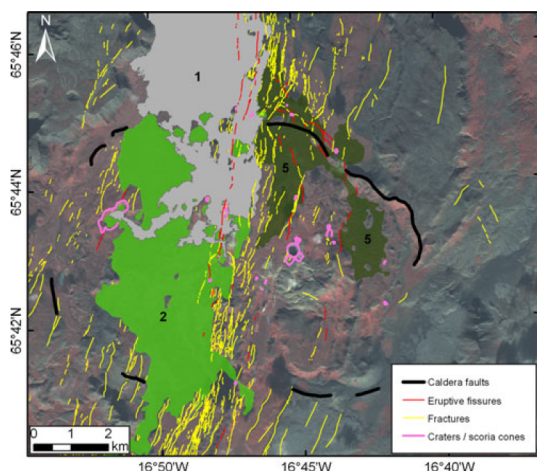 N
65°46'N
1
5
65°44'N
5
2
65°42'N
Caldera faults
Eruptive fissures
Fractures
Craters / scoria cones
0 1 2
km
16°50'W
16°45'W
16°40'W